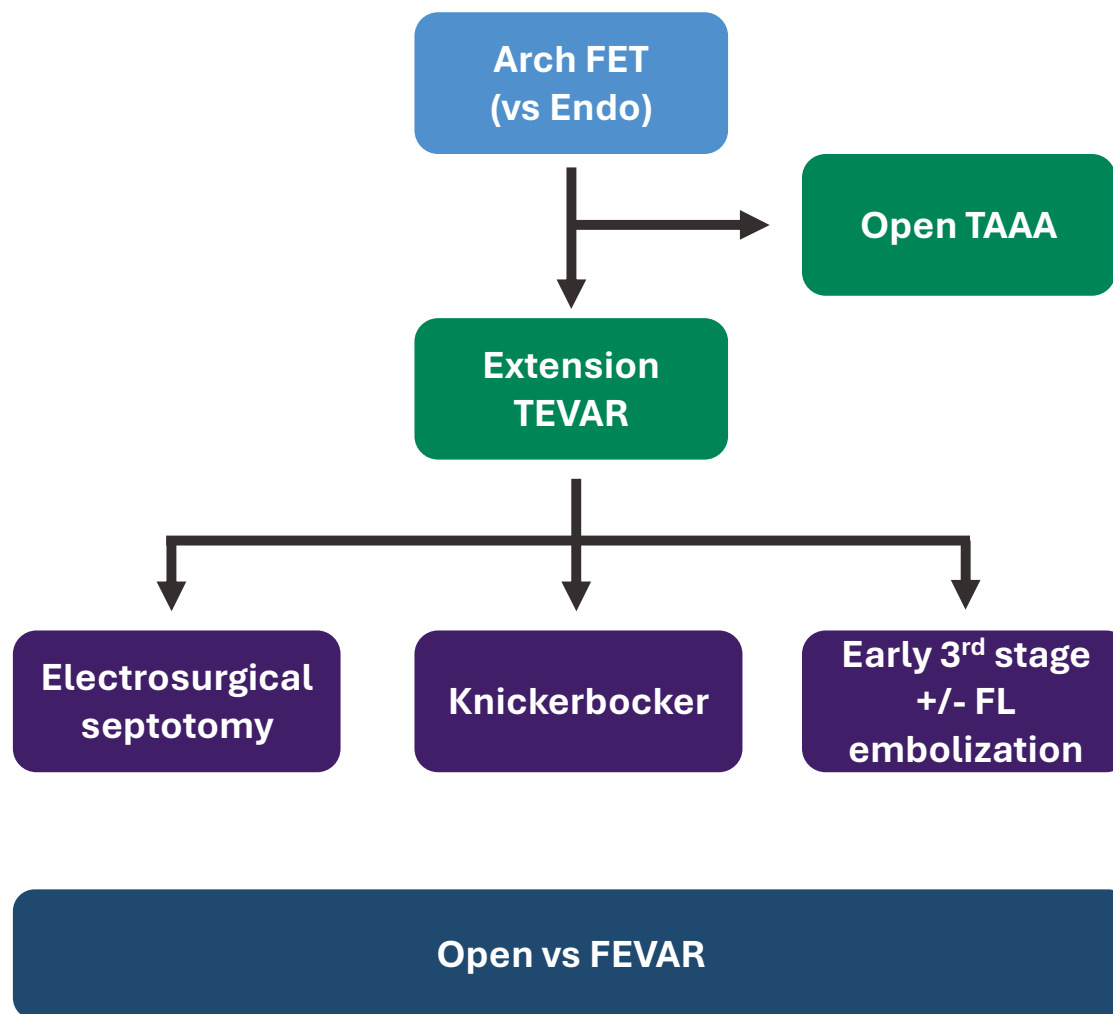 Arch FET
(vs Endo)
Open TAAA
Extension
TEVAR
Electrosurgical
septotomy
Knickerbocker
Early 3rd stage
+/- FL
embolization
Open vs FEVAR